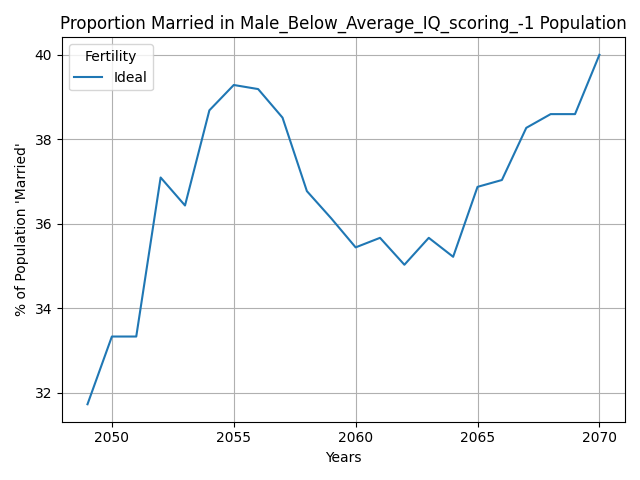 Proportion Married in Male_Below_Average_IQ_scoring_-1 Population
Fertility
Ideal
% of Population 'Married'
40
38
36
34
32
2050
2055
2060
2065
2070
Years